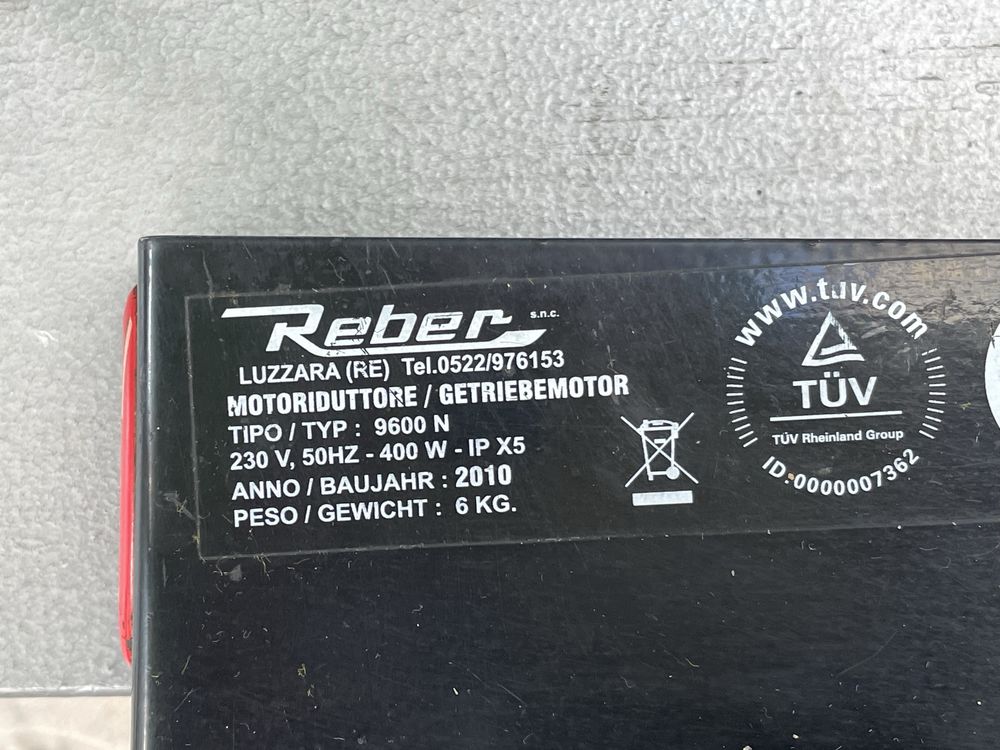 Reber s.n.c.
LUZZARA (RE) Tel.0522/976153
MOTORIDUTTORE / GETRIEBEMOTOR
TIPO / TYP : 9600 N
230 V, 50HZ - 400 W - IP X5
ANNO / BAUJAHR : 2010
PESO / GEWICHT : 6 KG.
www.tuv.com
TÜV
TÜV Rheinland Group
ID:0000007362